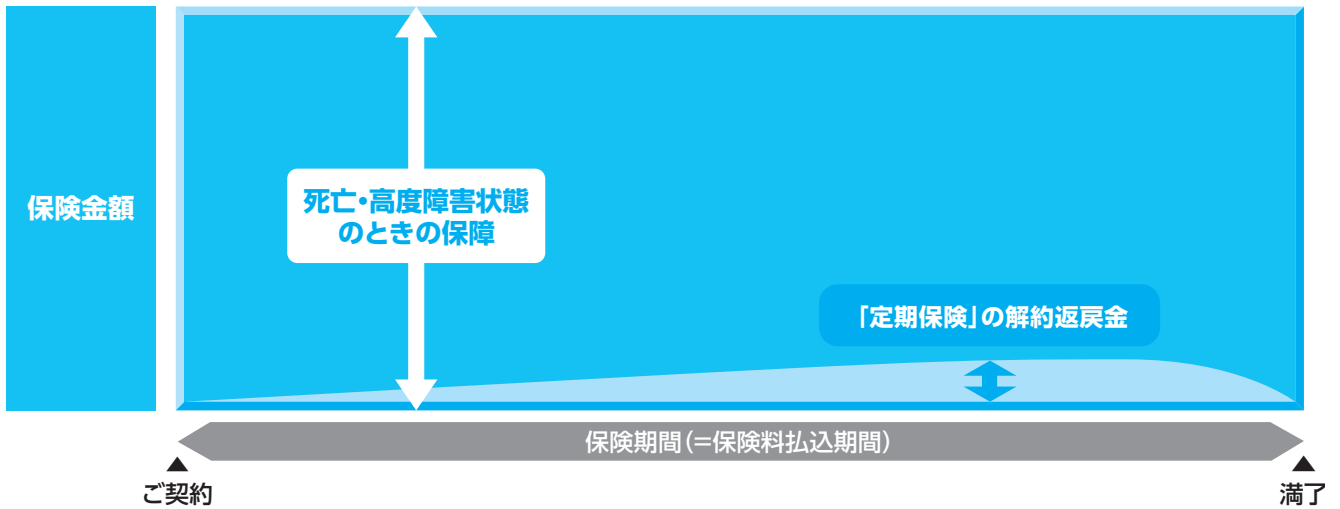 保険金額
死亡・高度障害状態
のときの保障
「定期保険」の解約返戻金
保険期間(=保険料払込期間)
▲
ご契約
▲
満了